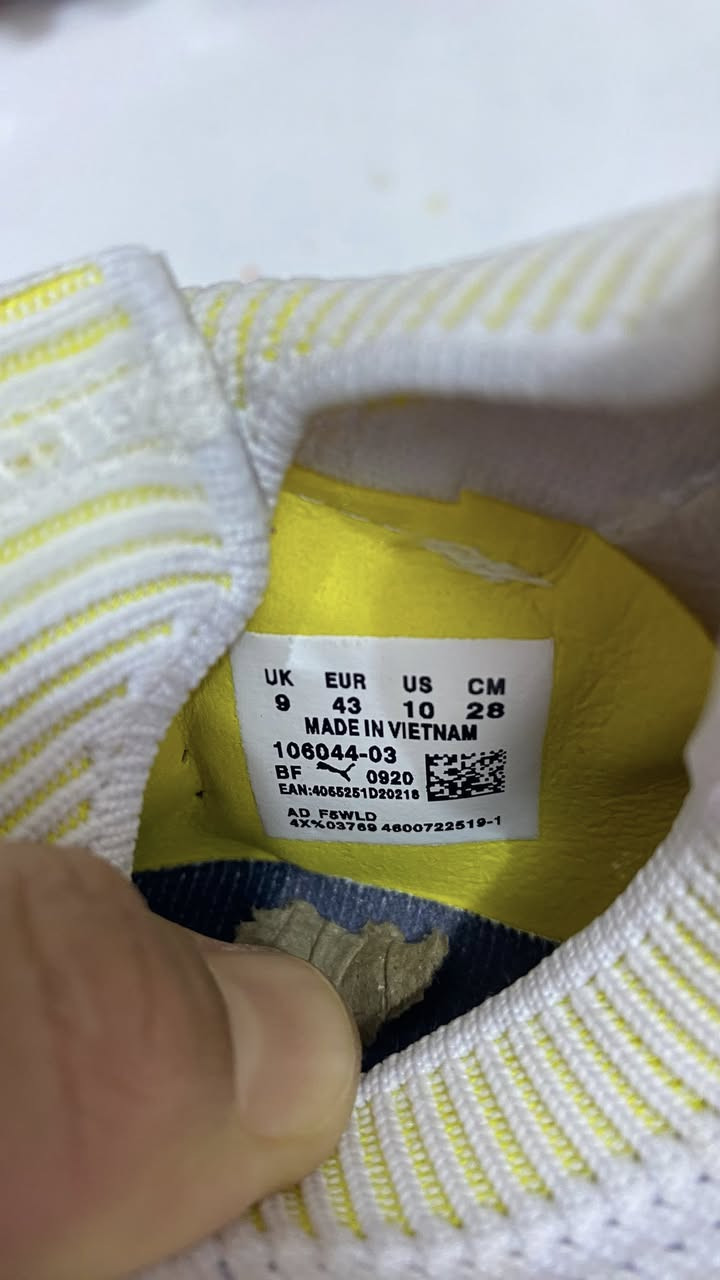 UK EUR US CM
9 43 10 28
MADE IN VIETNAM
106044-03
BF 0920
EAN:4065251D20218
AD F5WLD
4X%03769 4600722519-1